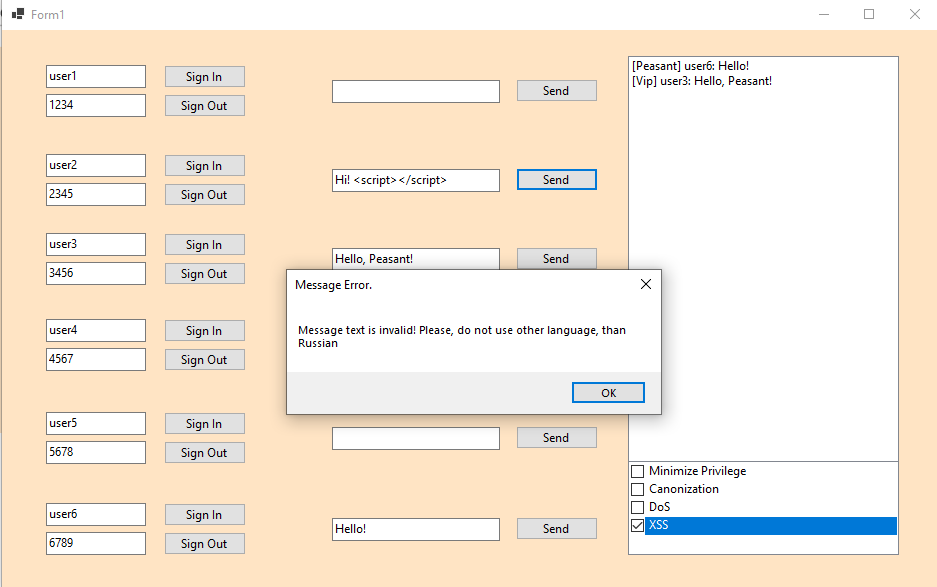 Form1
user1
Sign In
1234
Sign Out
Send
user2
Sign In
2345
Sign Out
Hi! <script></script>
Send
user3
Sign In
3456
Sign Out
Hello, Peasant!
Send
Message Error.
Message text is invalid! Please, do not use other language, than
Russian
OK
user4
Sign In
4567
Sign Out
user5
Sign In
5678
Sign Out
Send
user6
Sign In
6789
Sign Out
Hello!
Send
[Peasant] user6: Hello!
[Vip] user3: Hello, Peasant!
Minimize Privilege
Canonization
DoS
XSS